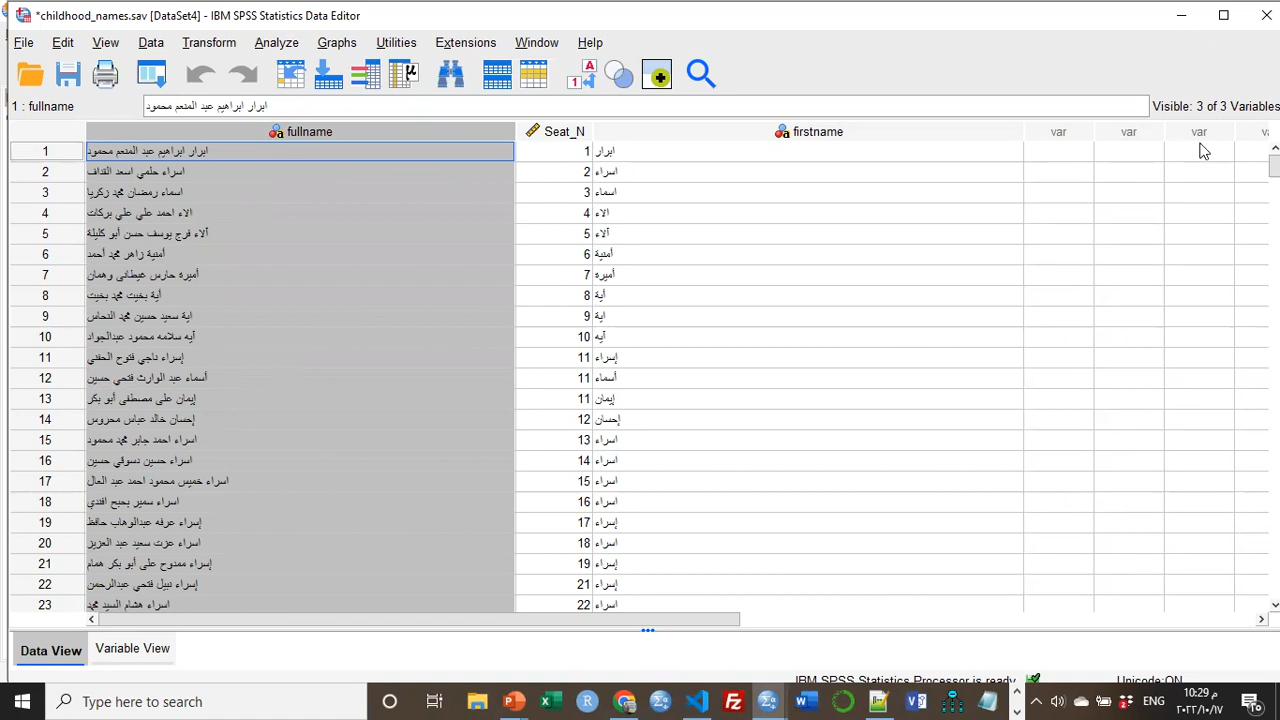 *childhood_names.sav [DataSet4] - IBM SPSS Statistics Data Editor
File Edit View Data Transform Analyze Graphs Utilities Extensions Window Help
1 : fullname ابرار ابراهيم عبد المنعم محمود Visible: 3 of 3 Variables
fullname Seat_N firstname var var var va
1 ابرار ابراهيم عبد المنعم محمود 1 ابرار
2 اسراء حلمي اسعد القداف 2 اسراء
3 اسماء رمضان محمد زكريا 3 اسماء
4 الاء احمد علي علي بركات 4 الاء
5 آلاء فرج يوسف حسن أبو كليلة 5 آلاء
6 أمنية زاهر محمد أحمد 6 أمنية
7 أميره حارس غيطانى وهمان 7 أميره
8 أية بخيت محمد بخيت 8 أية
9 اية سعيد حسين محمد النحاس 9 اية
10 آيه سلامه محمود عبدالجواد 10 آيه
11 إسراء ناجي فتوح الحفني 11 إسراء
12 أسماء عبد الوارث فتحي حسين 11 أسماء
13 إيمان على مصطفى أبو بكر 11 إيمان
14 إحسان خالد عباس محروس 12 إحسان
15 اسراء احمد جابر محمد محمود 13 اسراء
16 اسراء حسين دسوقي حسين 14 اسراء
17 اسراء خميس محمود احمد عبد العال 15 اسراء
18 اسراء سمير بحبح افندي 16 اسراء
19 إسراء عرفه عبدالوهاب حافظ 17 إسراء
20 اسراء عزت سعيد عبد العزيز 18 اسراء
21 إسراء ممدوح على أبو بكر همام 19 إسراء
22 إسراء نبيل فتحي عبدالرحمن 21 إسراء
23 اسراء هشام السيد محمد 22 اسراء
Data View Variable View
IBM SPSS Statistics Processor is ready Unicode:ON
Type here to search
ENG
10:29 م
٢٠٢٢/١٠/١٧